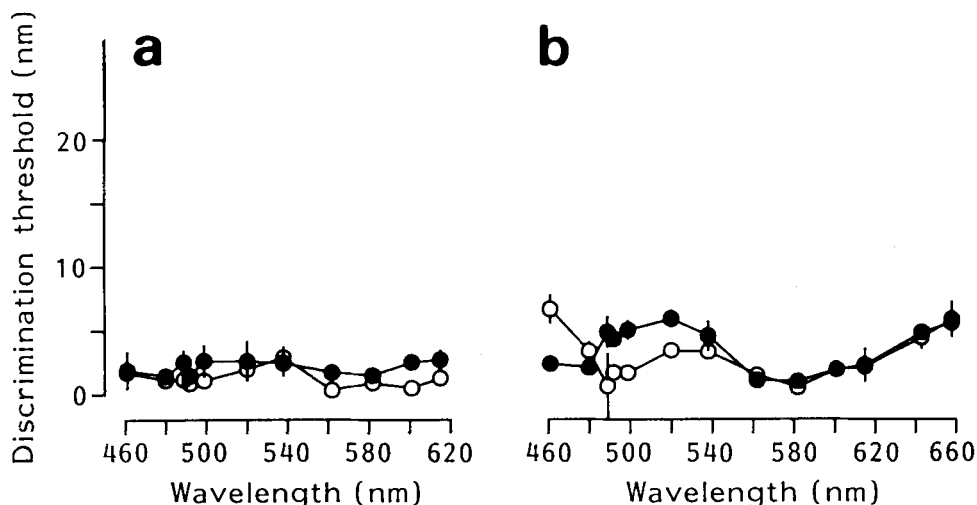 a
b
Discrimination threshold (nm)
20
10
0
460 500 540 580 620
460 500 540 580 620 660
Wavelength (nm)
Wavelength (nm)